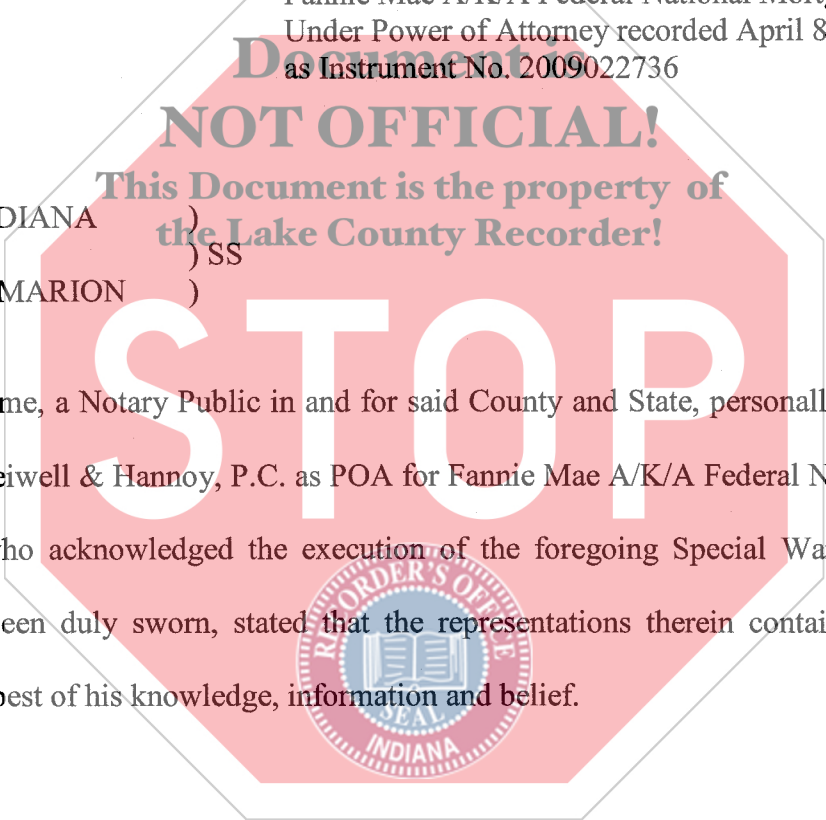 Fannie Mae A/K/A Federal National Mort
Under Power of Attorney recorded April 8
as Instrument No. 2009022736
Document is
NOT OFFICIAL!
This Document is the property of
the Lake County Recorder!
DIANA )
) SS
MARION )
STOP
me, a Notary Public in and for said County and State, personall
eiwell & Hannoy, P.C. as POA for Fannie Mae A/K/A Federal N
ho acknowledged the execution of the foregoing Special Wa
een duly sworn, stated that the representations therein contai
best of his knowledge, information and belief.
RECORDER'S OFFICE
SEAL
INDIANA